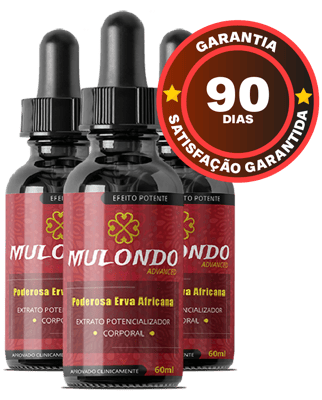 GARANTIA
90
DIAS
SATISFAÇÃO GARANTIDA
EFEITO POTENTE
MULONDO
ADVANCED
Poderosa Erva Africana
EXTRATO POTENCIALIZADOR
CORPORAL
APROVADO CLINICAMENTE
60ml